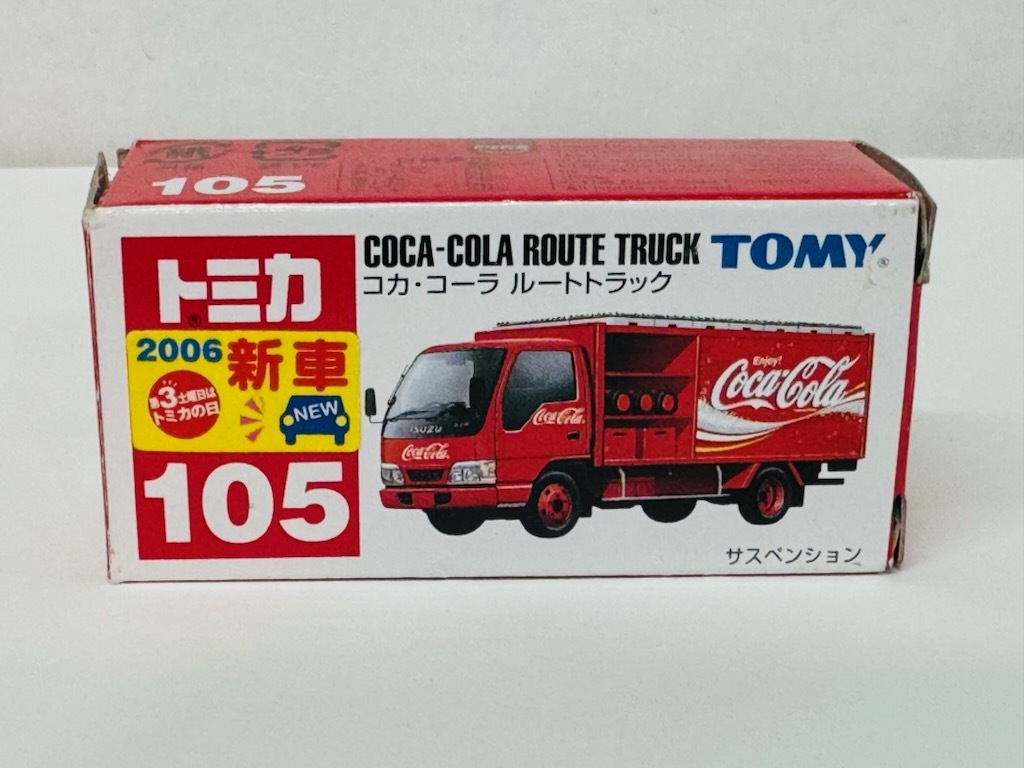 105
トミカ®
COCA-COLA ROUTE TRUCK TOMY®
コカ・コーラ ルートトラック
2006 新車
第3土曜日は
トミカの日
NEW
105
Enjoy!
Coca-Cola
Coca-Cola
ISUZU
Coca-Cola
サスペンション